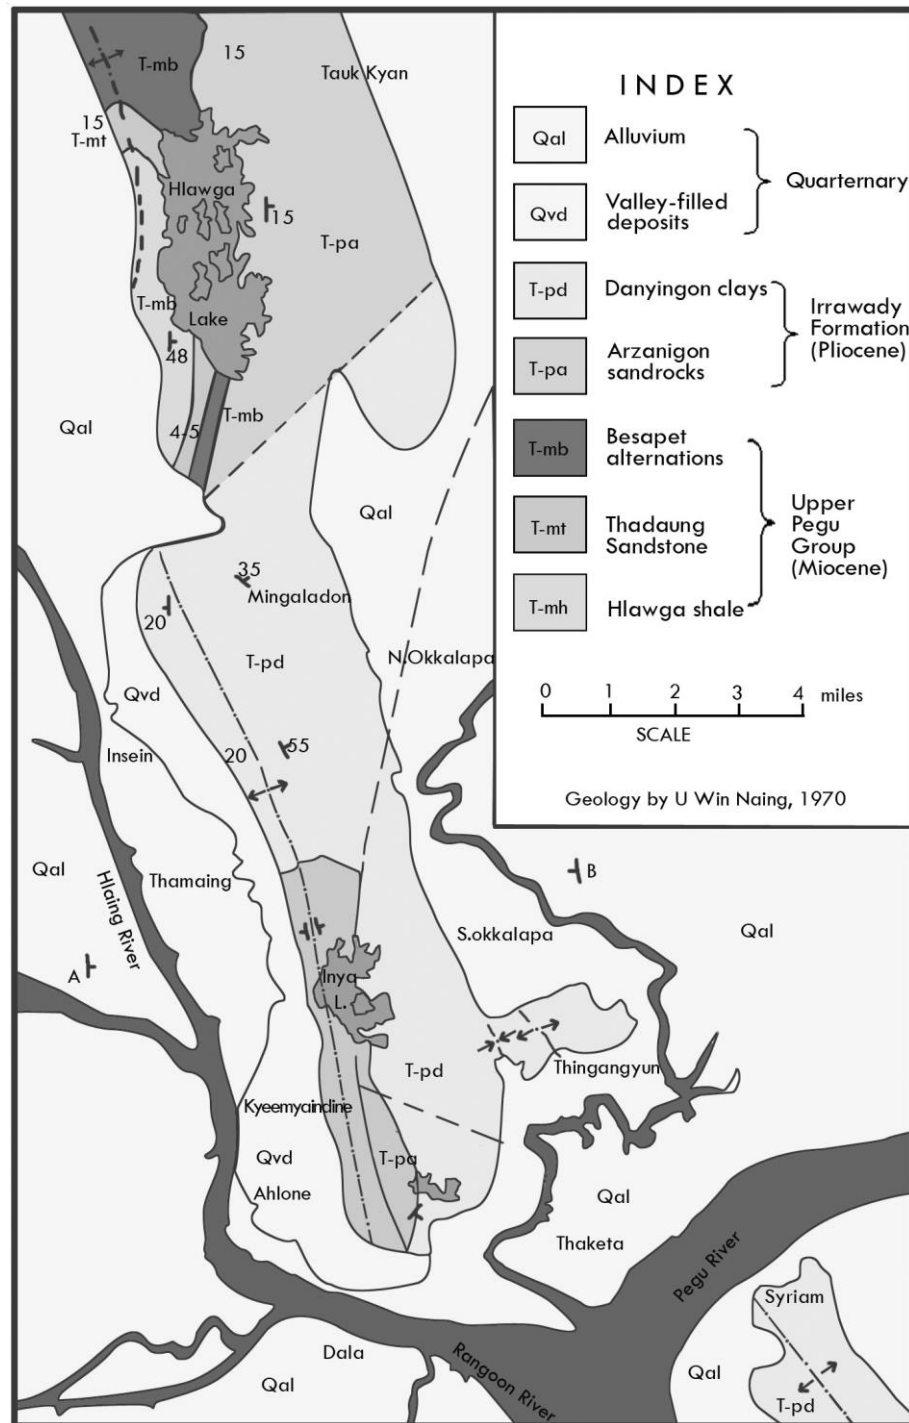 T-mb
15
Tauk Kyan
15
T-mt
Hlawga
15
T-pa
T-mb
Lake
48
T-mb
Qal
4-5
Qal
35
Mingaladon
20
T-pd
N.Okkalapa
Qvd
Insein
20
55
Qal
Thamaing
Hlaing River
B
S.okkalapa
Qal
A
Inya
L.
T-pd
Thingangyun
Kyeemyaindine
Qvd
T-pa
Ahlone
Qal
Thaketa
Pegu River
Syriam
Dala
Rangoon River
Qal
Qal
T-pd
INDEX
Qal Alluvium
Quarternary
Qvd Valley-filled
deposits
T-pd Danyingon clays
Irrawady
Formation
(Pliocene)
T-pa Arzanigon
sandrocks
T-mb Besapet
alternations
Upper
Pegu
Group
(Miocene)
T-mt Thadaung
Sandstone
T-mh Hlawga shale
0 1 2 3 4 miles
SCALE
Geology by U Win Naing, 1970